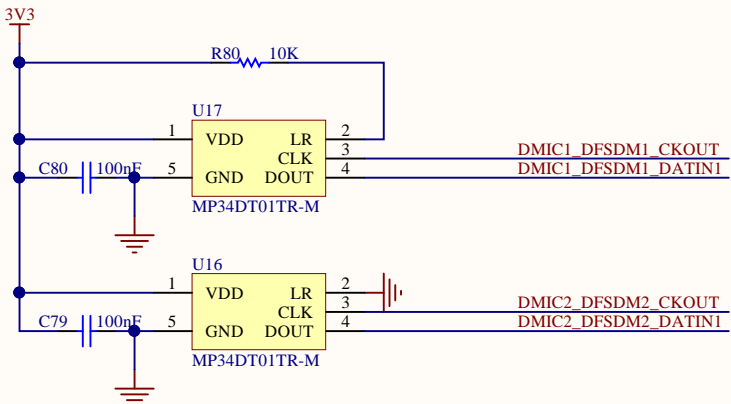 3V3
R80 10K
U17
1 VDD LR 2
CLK 3 DMIC1_DFSDM1_CKOUT
C80 100nF 5 GND DOUT 4 DMIC1_DFSDM1_DATIN1
MP34DT01TR-M
U16
1 VDD LR 2
CLK 3 DMIC2_DFSDM2_CKOUT
C79 100nF 5 GND DOUT 4 DMIC2_DFSDM2_DATIN1
MP34DT01TR-M